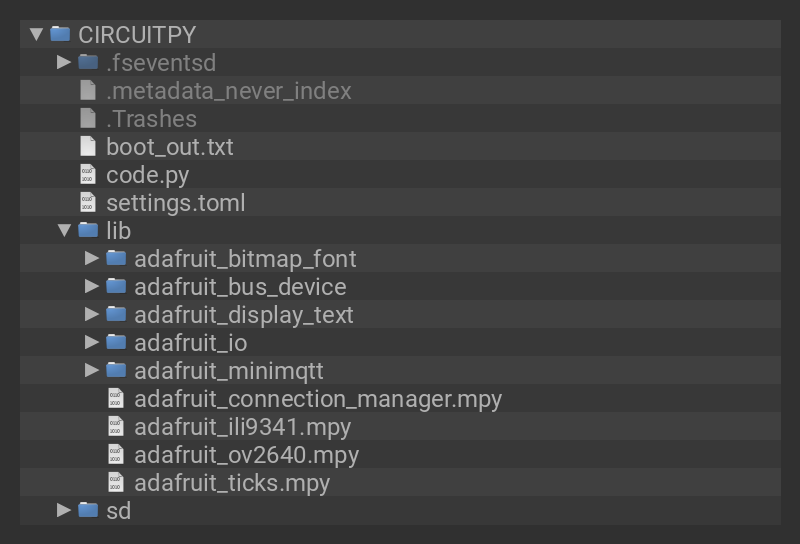 CIRCUITPY
.fseventsd
.metadata_never_index
.Trashes
boot_out.txt
code.py
settings.toml
lib
adafruit_bitmap_font
adafruit_bus_device
adafruit_display_text
adafruit_io
adafruit_minimqtt
adafruit_connection_manager.mpy
adafruit_ili9341.mpy
adafruit_ov2640.mpy
adafruit_ticks.mpy
sd